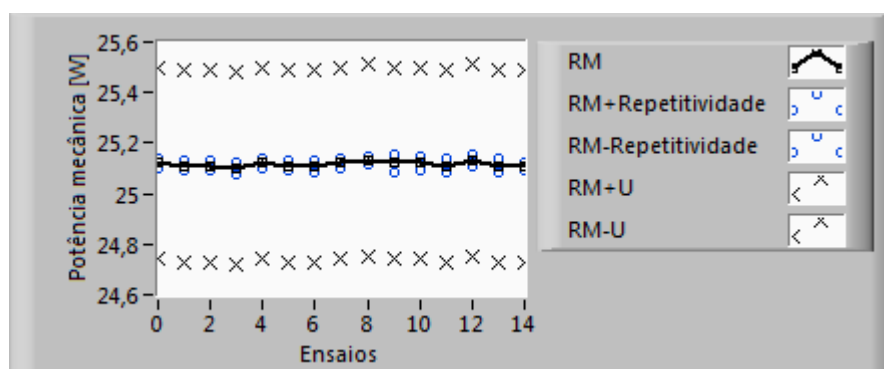 Potência mecânica [W]
25,6
25,4
25,2
25
24,8
24,6
0 2 4 6 8 10 12 14
Ensaios
RM
RM+Repetitividade
RM-Repetitividade
RM+U
RM-U